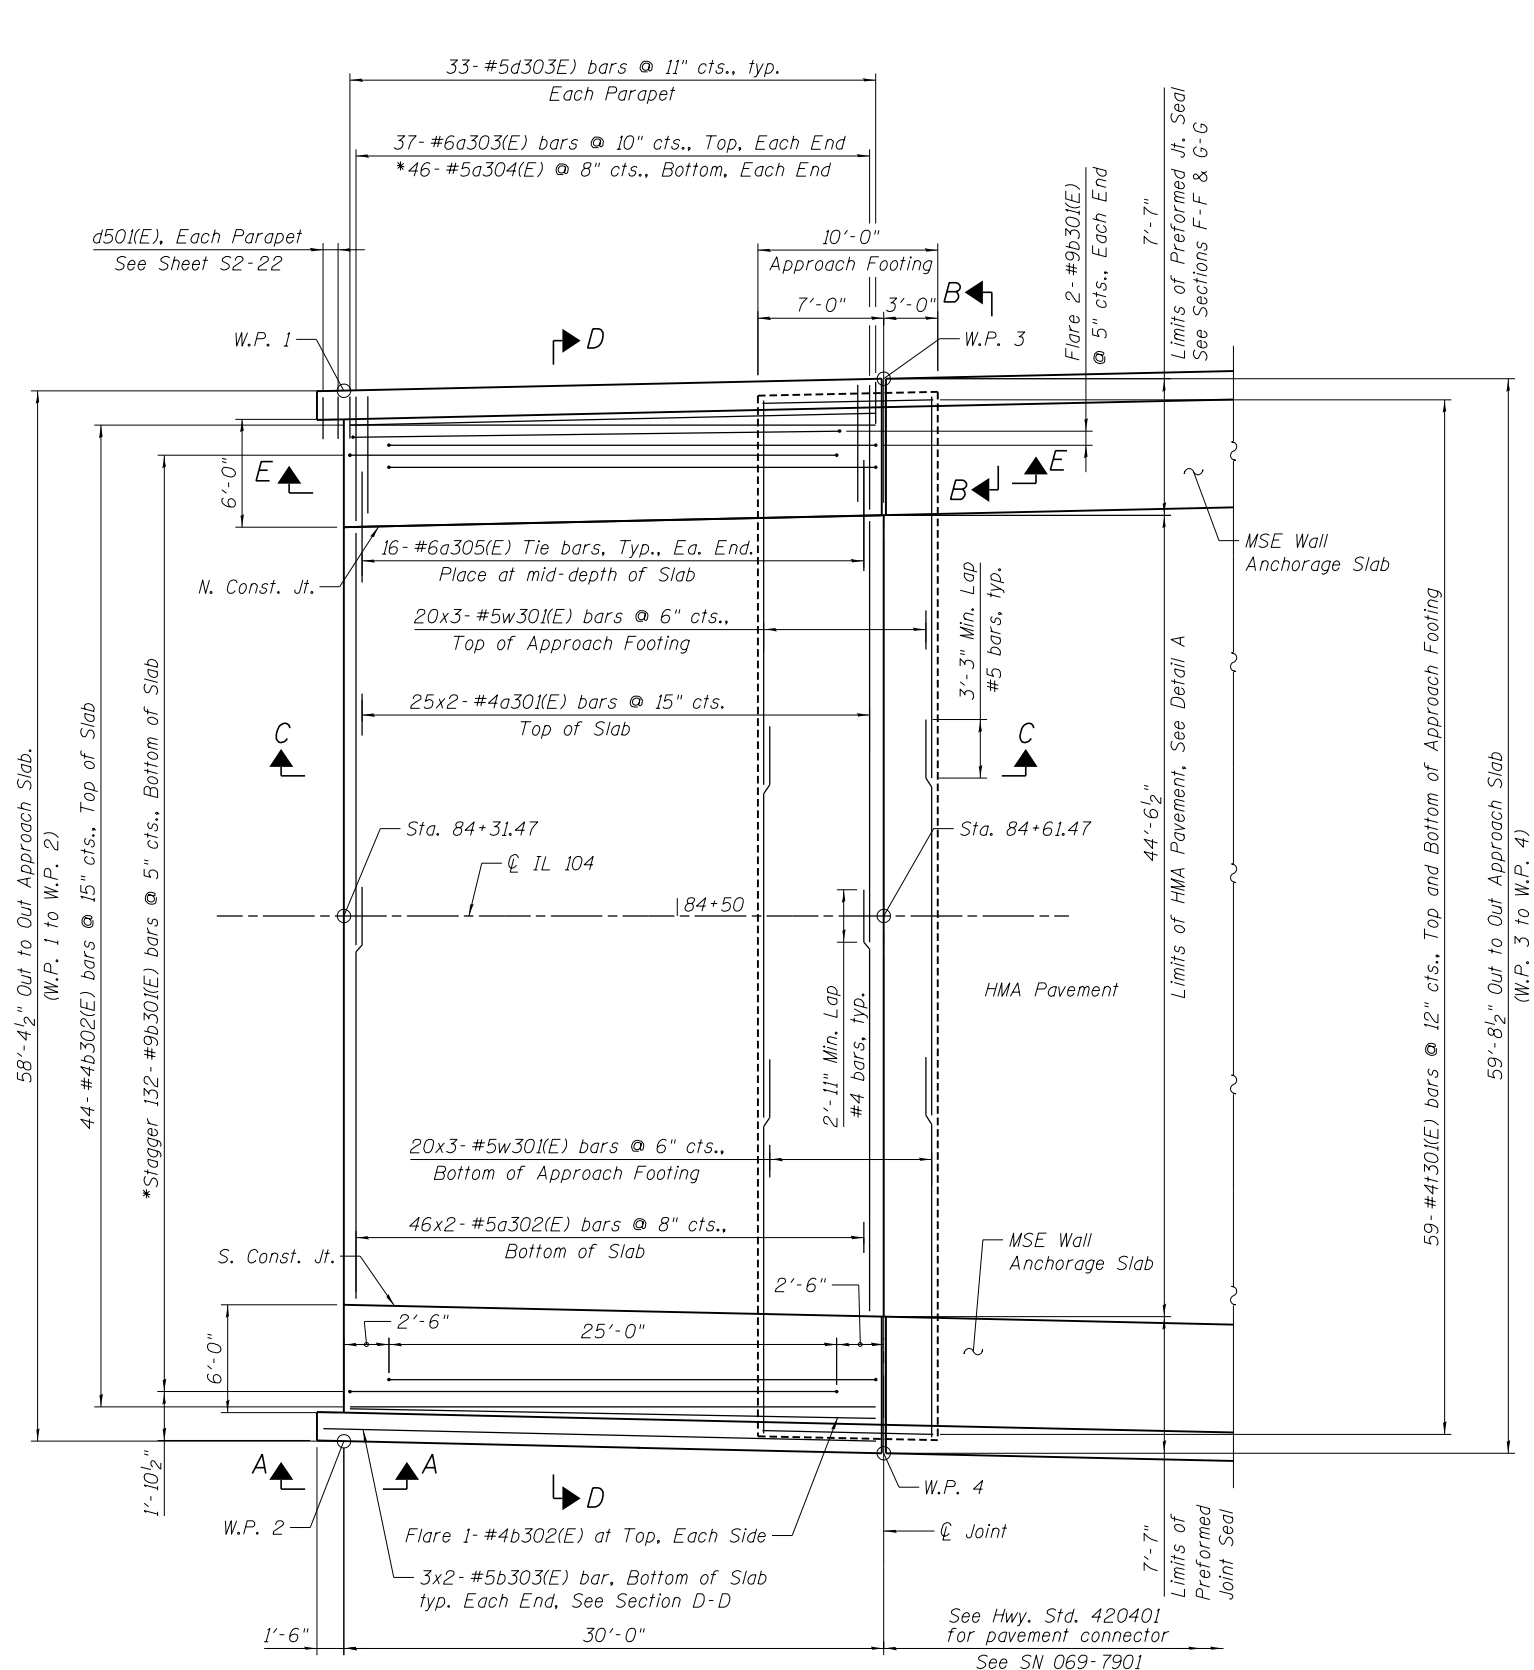 33-#5d303E) bars @ 11" cts., typ.
Each Parapet
37-#6a303(E) bars @ 10" cts., Top, Each End
*46-#5a304(E) @ 8" cts., Bottom, Each End
d501(E), Each Parapet
See Sheet S2-22
10'-0"
Approach Footing
7'-0"
3'-0"
B
Flare 2-#9b301(E)
@ 5" cts., Each End
7'-7"
Limits of Preformed Jt. Seal
See Sections F-F & G-G
W.P. 1
D
W.P. 3
E
6'-0"
B
E
MSE Wall
Anchorage Slab
16-#6a305(E) Tie bars, Typ., Ea. End.
Place at mid-depth of Slab
N. Const. Jt.
20x3-#5w301(E) bars @ 6" cts.,
Top of Approach Footing
3'-3" Min. Lap
#5 bars, typ.
25x2-#4a301(E) bars @ 15" cts.
Top of Slab
C
C
58'-4½" Out to Out Approach Slab.
(W.P. 1 to W.P. 2)
44-#4b302(E) bars @ 15" cts., Top of Slab
*Stagger 132-#9b301(E) bars @ 5" cts., Bottom of Slab
Sta. 84+31.47
℄ IL 104
84+50
Sta. 84+61.47
44'-6½"
Limits of HMA Pavement, See Detail A
59-#4t301(E) bars @ 12" cts., Top and Bottom of Approach Footing
59'-8½" Out to Out Approach Slab
(W.P. 3 to W.P. 4)
HMA Pavement
2'-11" Min. Lap
#4 bars, typ.
20x3-#5w301(E) bars @ 6" cts.,
Bottom of Approach Footing
46x2-#5a302(E) bars @ 8" cts.,
Bottom of Slab
S. Const. Jt.
MSE Wall
Anchorage Slab
2'-6"
2'-6"
25'-0"
6'-0"
1'-10½"
A
A
D
W.P. 2
W.P. 4
Flare 1-#4b302(E) at Top, Each Side
℄ Joint
3x2-#5b303(E) bar, Bottom of Slab
typ. Each End, See Section D-D
7'-7"
Limits of
Preformed
Joint Seal
See Hwy. Std. 420401
for pavement connector
See SN 069-7901
1'-6"
30'-0"